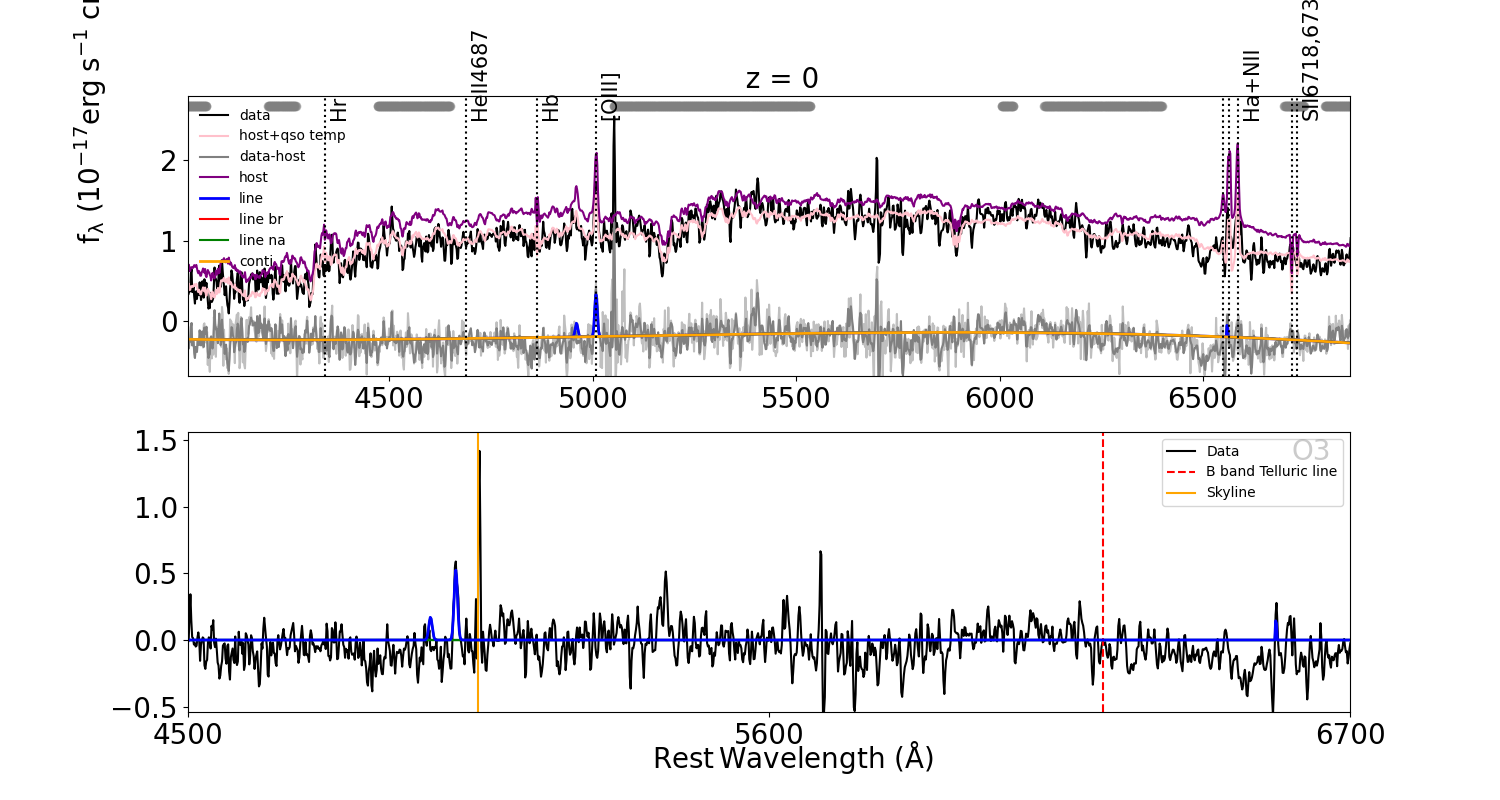 z = 0
fλ (10⁻¹⁷erg s⁻¹ c
Hr
HeII4687
Hb
[OIII]
Ha+NII
SII6718,673
data
host+qso temp
data-host
host
line
line br
line na
conti
2
1
0
4500 5000 5500 6000 6500
O3
Data
B band Telluric line
Skyline
1.5
1.0
0.5
0.0
−0.5
4500 5600 6700
Rest Wavelength (Å)